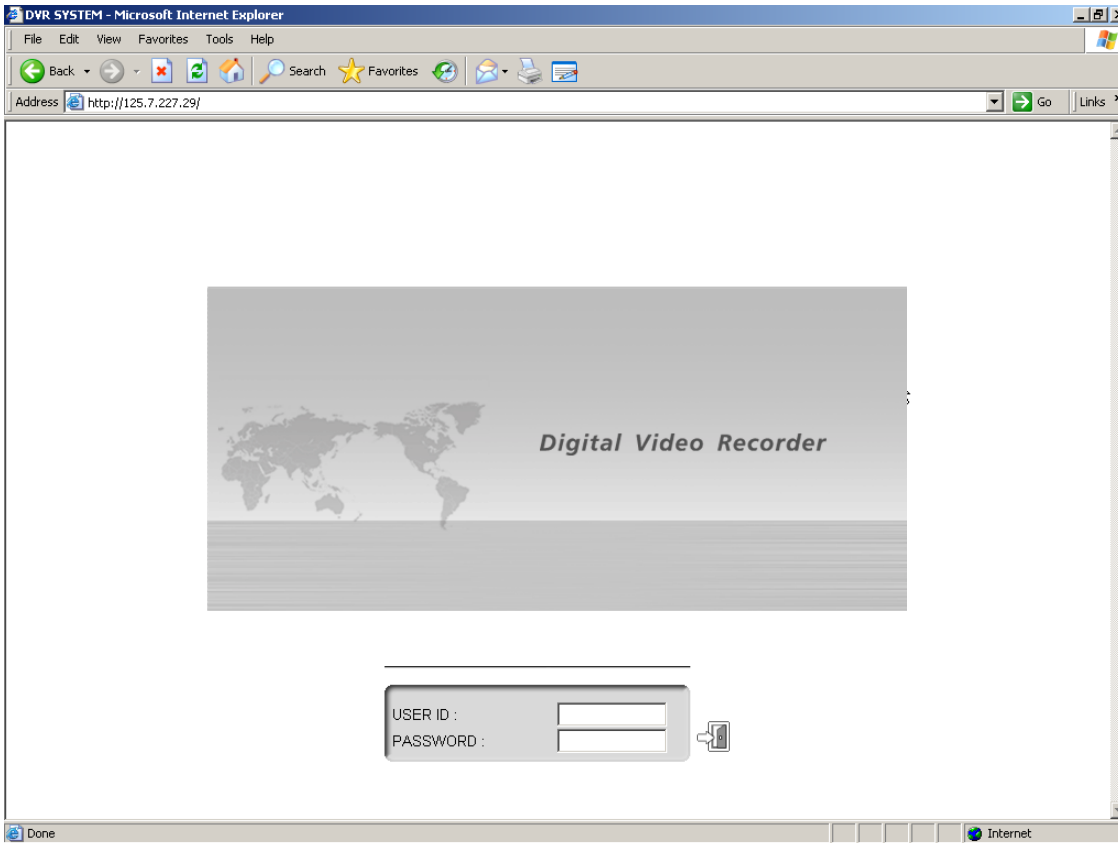 DVR SYSTEM - Microsoft Internet Explorer
File Edit View Favorites Tools Help
Back Search Favorites
Address http://125.7.227.29/ Go Links
Digital Video Recorder
USER ID :
PASSWORD :
Done Internet